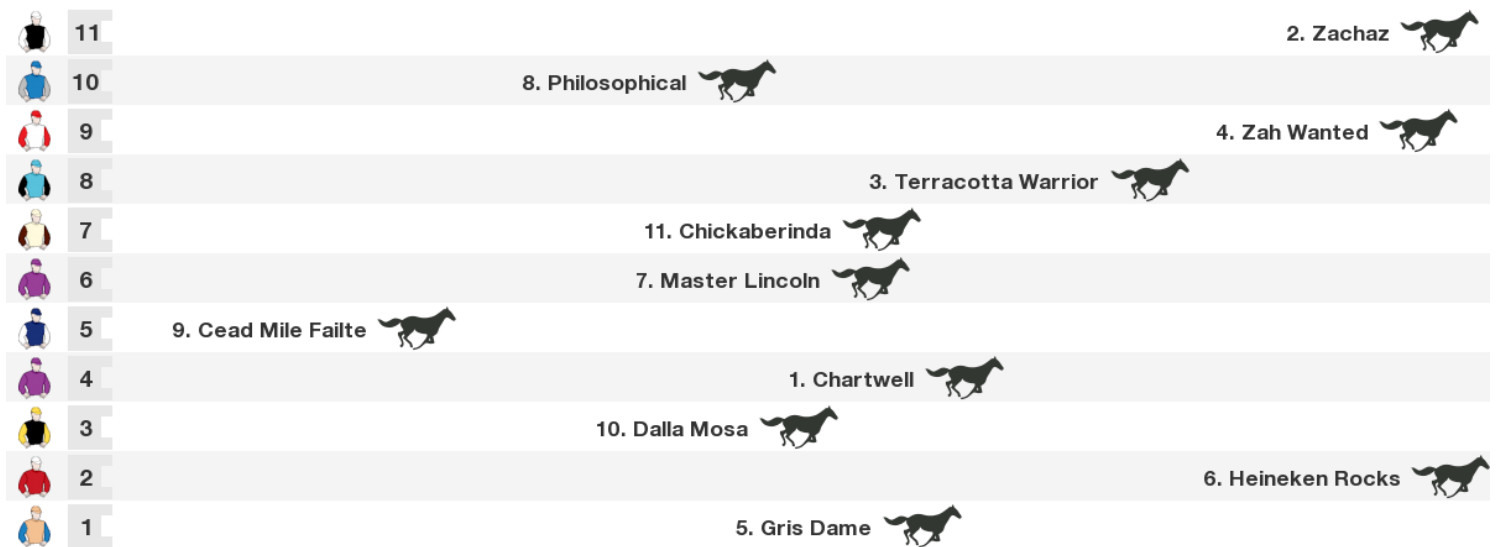 11 2. Zachaz
10 8. Philosophical
9 4. Zah Wanted
8 3. Terracotta Warrior
7 11. Chickaberinda
6 7. Master Lincoln
5 9. Cead Mile Failte
4 1. Chartwell
3 10. Dalla Mosa
2 6. Heineken Rocks
1 5. Gris Dame